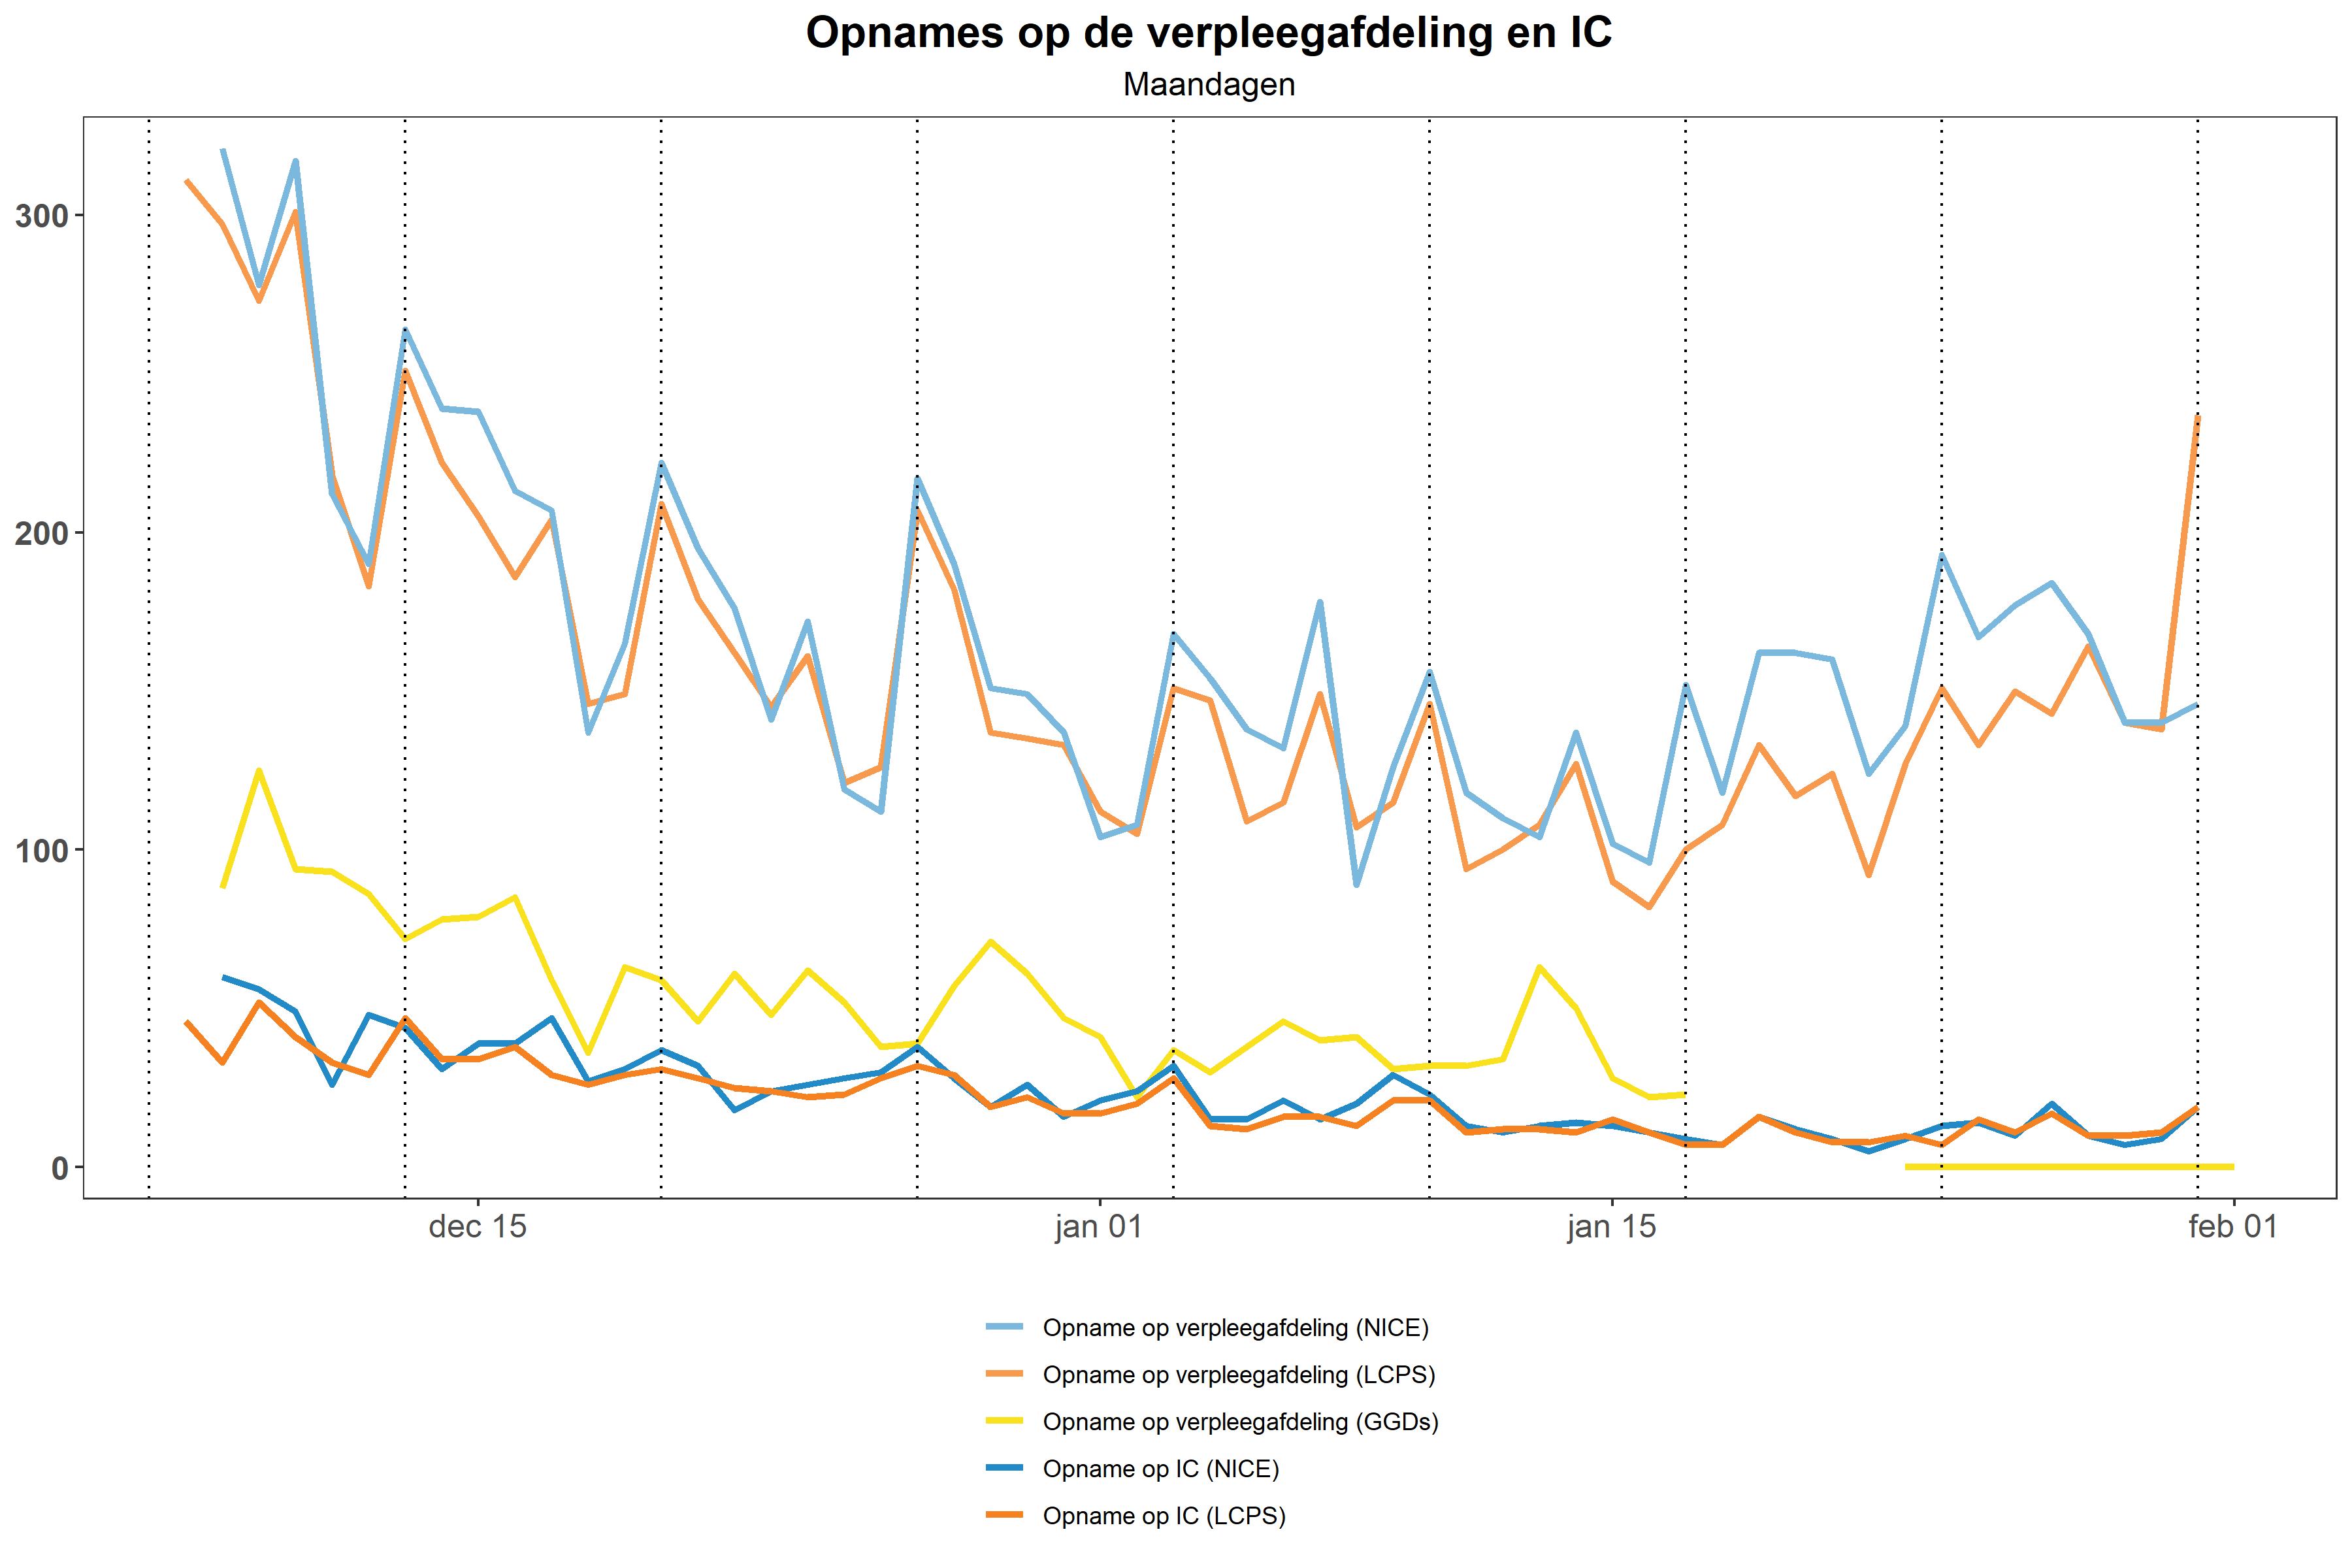 Opnames op de verpleegafdeling en IC
Maandagen
300
200
100
0
dec 15
jan 01
jan 15
feb 01
Opname op verpleegafdeling (NICE)
Opname op verpleegafdeling (LCPS)
Opname op verpleegafdeling (GGDs)
Opname op IC (NICE)
Opname op IC (LCPS)